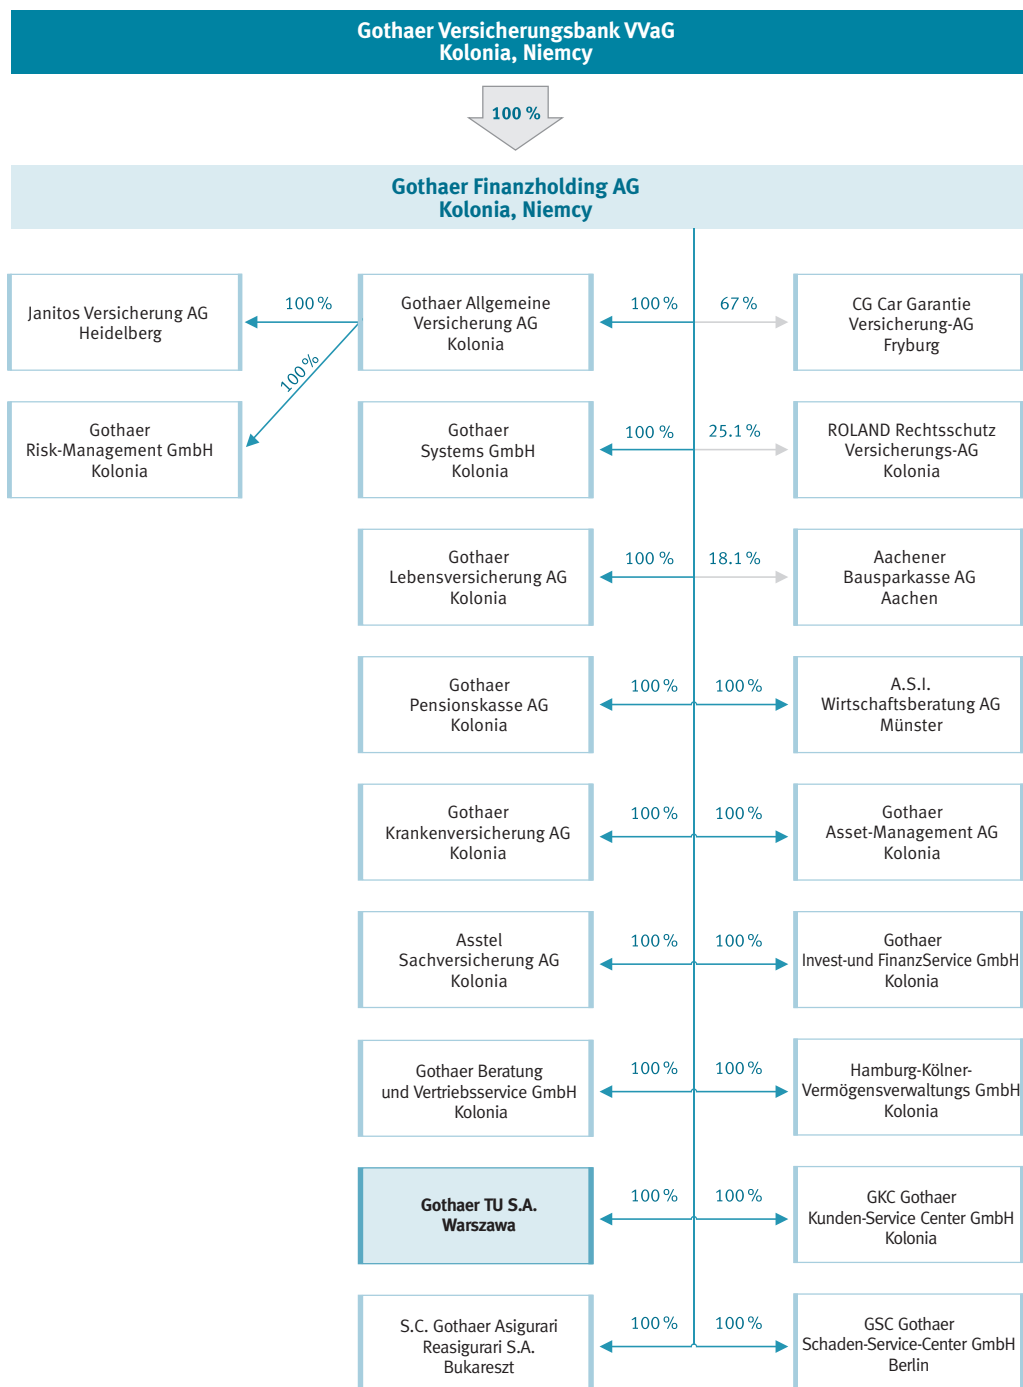 Gothaer Versicherungsbank VVaG
Kolonia, Niemcy
100 %
Gothaer Finanzholding AG
Kolonia, Niemcy
Janitos Versicherung AG
Heidelberg
100 %
Gothaer Allgemeine
Versicherung AG
Kolonia
100 %
67 %
CG Car Garantie
Versicherung-AG
Fryburg
100 %
Gothaer
Risk-Management GmbH
Kolonia
Gothaer
Systems GmbH
Kolonia
100 %
25.1 %
ROLAND Rechtsschutz
Versicherungs-AG
Kolonia
Gothaer
Lebensversicherung AG
Kolonia
100 %
18.1 %
Aachener
Bausparkasse AG
Aachen
Gothaer
Pensionskasse AG
Kolonia
100 %
100 %
A.S.I.
Wirtschaftsberatung AG
Münster
Gothaer
Krankenversicherung AG
Kolonia
100 %
100 %
Gothaer
Asset-Management AG
Kolonia
Asstel
Sachversicherung AG
Kolonia
100 %
100 %
Gothaer
Invest-und FinanzService GmbH
Kolonia
Gothaer Beratung
und Vertriebsservice GmbH
Kolonia
100 %
100 %
Hamburg-Kölner-
Vermögensverwaltungs GmbH
Kolonia
Gothaer TU S.A.
Warszawa
100 %
100 %
GKC Gothaer
Kunden-Service Center GmbH
Kolonia
S.C. Gothaer Asigurari
Reasigurari S.A.
Bukareszt
100 %
100 %
GSC Gothaer
Schaden-Service-Center GmbH
Berlin